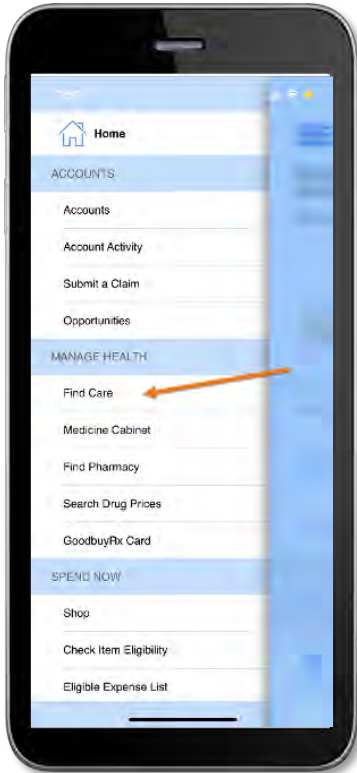 Home
ACCOUNTS
Accounts
Account Activity
Submit a Claim
Opportunities
MANAGE HEALTH
Find Care
Medicine Cabinet
Find Pharmacy
Search Drug Prices
GoodbuyRx Card
SPEND NOW
Shop
Check Item Eligibility
Eligible Expense List